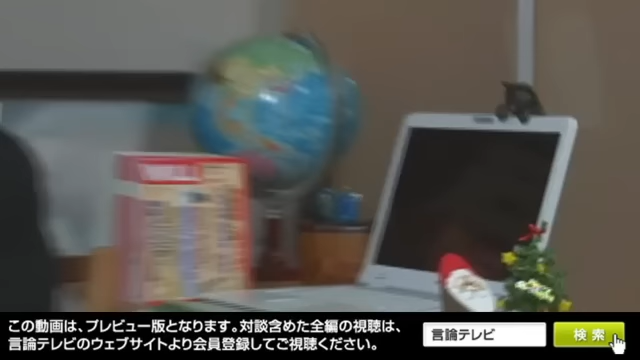 この動画は、プレビュー版となります。対談含めた全編の視聴は、
言論テレビのウェブサイトより会員登録してご視聴ください。
言論テレビ
検索